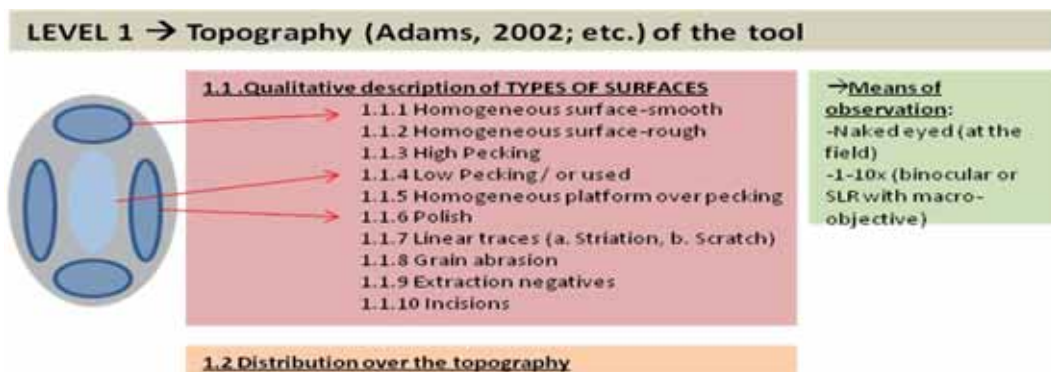 LEVEL 1 → Topography (Adams, 2002; etc.) of the tool
1.1 .Qualitative description of TYPES OF SURFACES
1.1.1 Homogeneous surface-smooth
1.1.2 Homogeneous surface-rough
1.1.3 High Pecking
1.1.4 Low Pecking / or used
1.1.5 Homogeneous platform over pecking
1.1.6 Polish
1.1.7 Linear traces (a. Striation, b. Scratch)
1.1.8 Grain abrasion
1.1.9 Extraction negatives
1.1.10 Incisions
→Means of
observation:
-Naked eyed (at the
field)
-1-10x (binocular or
SLR with macro-
objective)
1.2 Distribution over the topography